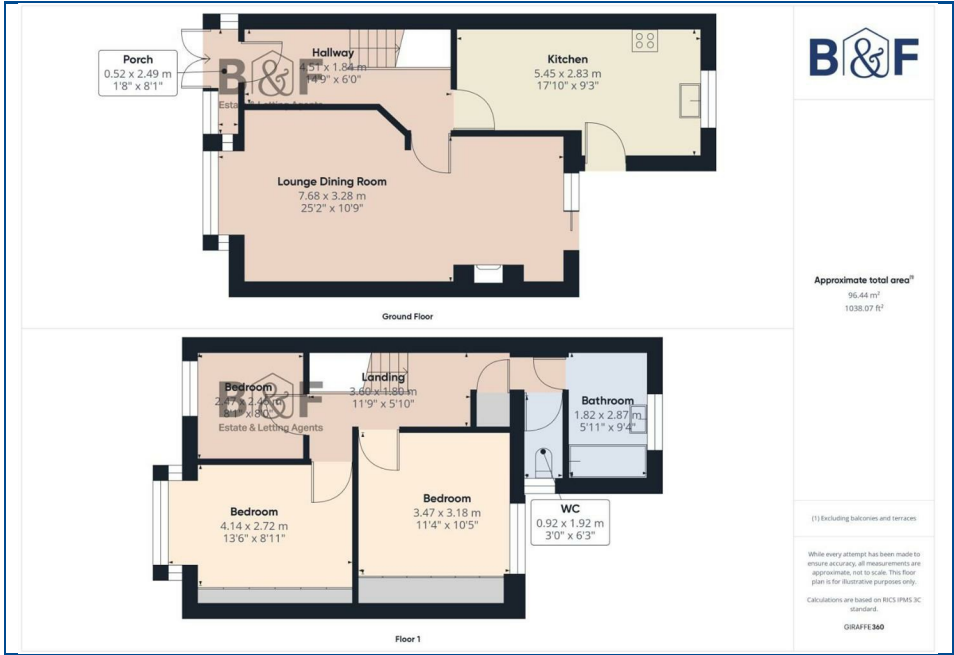 Porch
0.52 x 2.49 m
1'8" x 8'1"
Hallway
4.51 x 1.84 m
14'9" x 6'0"
B&F
Estate & Letting Agents
Kitchen
5.45 x 2.83 m
17'10" x 9'3"
Lounge Dining Room
7.68 x 3.28 m
25'2" x 10'9"
Ground Floor
Bedroom
8'1" x 8'0"
B&F
Estate & Letting Agents
Landing
3.60 x 1.80 m
11'9" x 5'10"
Bathroom
1.82 x 2.87 m
5'11" x 9'4"
Bedroom
4.14 x 2.72 m
13'6" x 8'11"
Bedroom
3.47 x 3.18 m
11'4" x 10'5"
WC
0.92 x 1.92 m
3'0" x 6'3"
Floor 1
B&F
Approximate total area(1)
96.44 m²
1038.07 ft²
(1) Excluding balconies and terraces
While every attempt has been made to
ensure accuracy, all measurements are
approximate, not to scale. This floor
plan is for illustrative purposes only.
Calculations are based on RICS IPMS 3C
standard.
GIRAFFE360